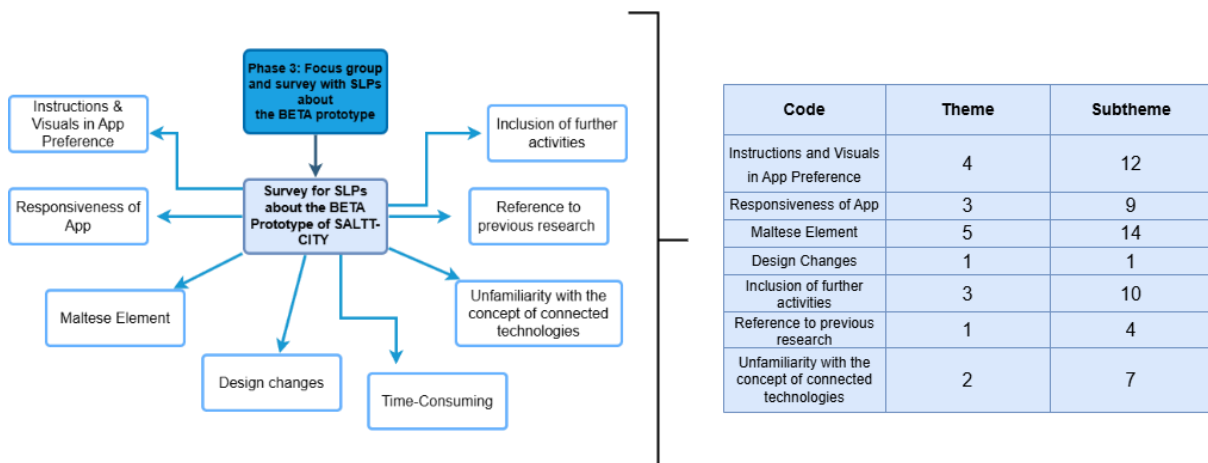 Phase 3: Focus group
and survey with SLPs
about
the BETA prototype
Instructions &
Visuals in App
Preference
Inclusion of further
activities
Survey for SLPs
about the BETA
Prototype of SALTT-
CITY
Responsiveness of
App
Reference to
previous research
Maltese Element
Unfamiliarity with the
concept of connected
technologies
Design changes
Time-Consuming
Code Theme Subtheme
Instructions and Visuals
in App Preference
4 12
Responsiveness of App 3 9
Maltese Element 5 14
Design Changes 1 1
Inclusion of further
activities
3 10
Reference to previous
research
1 4
Unfamiliarity with the
concept of connected
technologies
2 7